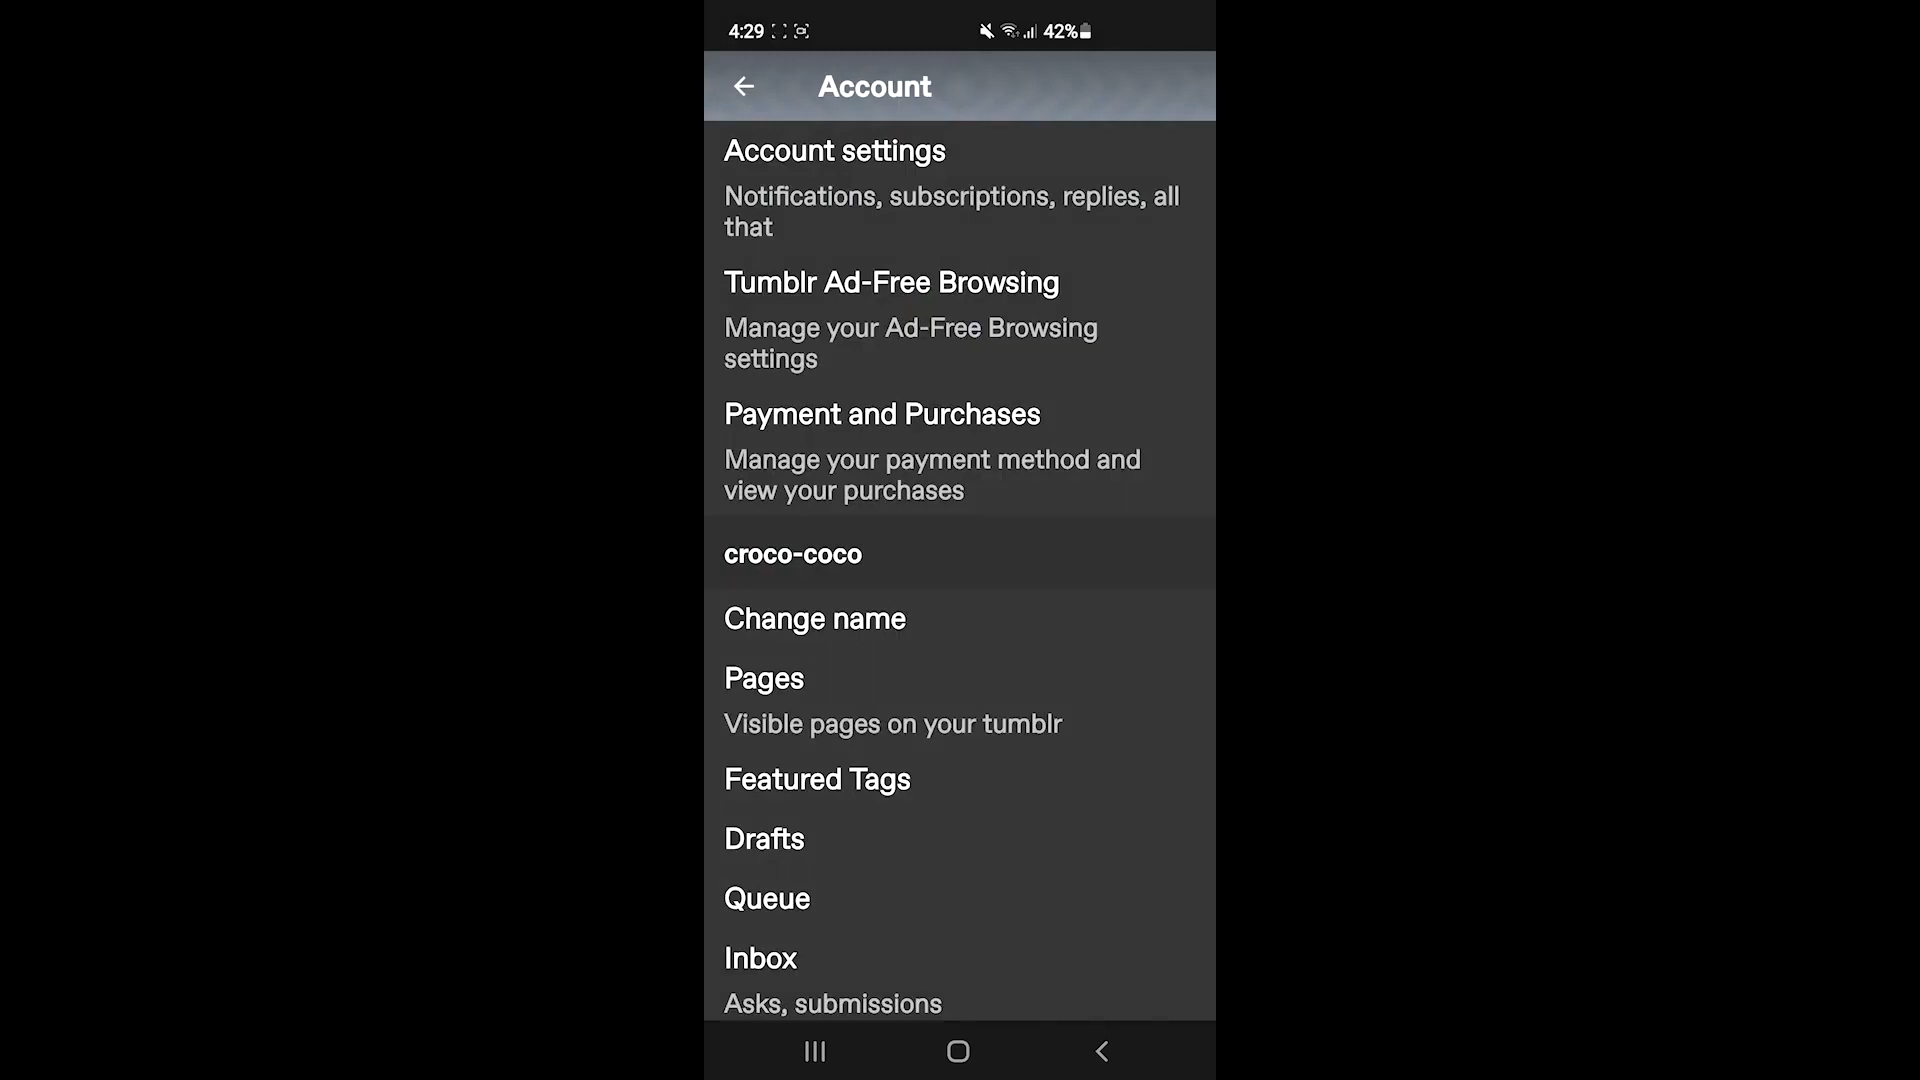 4:29 42%
Account
Account settings
Notifications, subscriptions, replies, all
that
Tumblr Ad-Free Browsing
Manage your Ad-Free Browsing
settings
Payment and Purchases
Manage your payment method and
view your purchases
croco-coco
Change name
Pages
Visible pages on your tumblr
Featured Tags
Drafts
Queue
Inbox
Asks, submissions